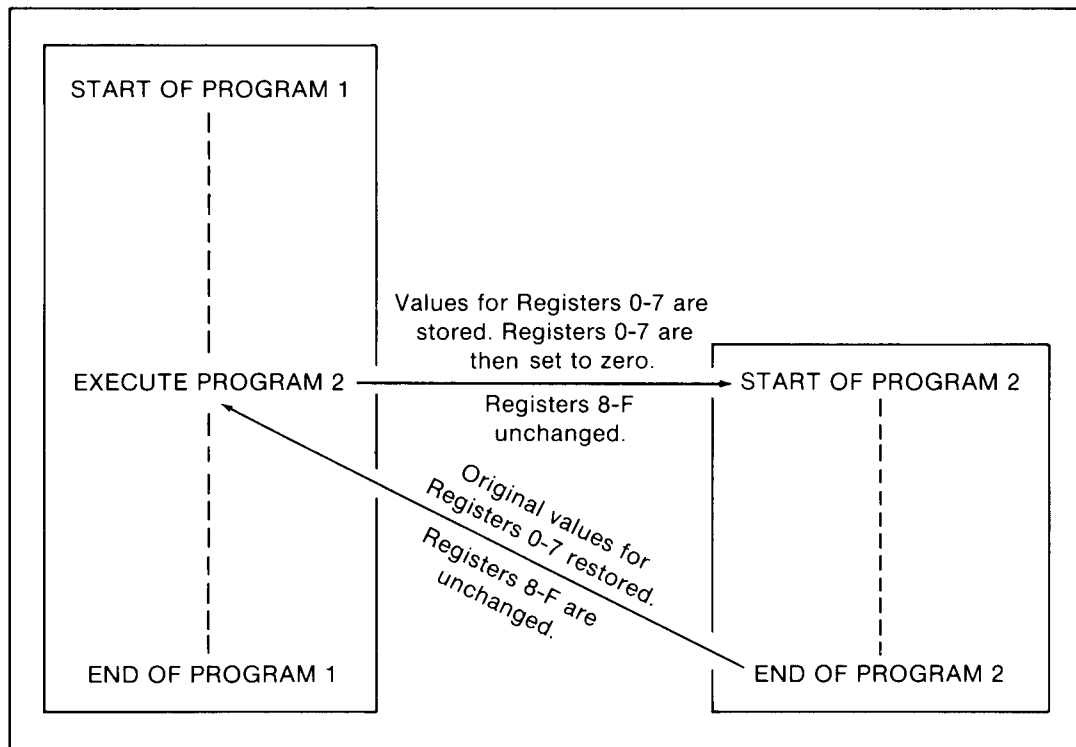 START OF PROGRAM 1
Values for Registers 0-7 are
stored. Registers 0-7 are
then set to zero.
EXECUTE PROGRAM 2
START OF PROGRAM 2
Registers 8-F
unchanged.
Original values for
Registers 0-7 restored.
Registers 8-F are
unchanged.
END OF PROGRAM 1
END OF PROGRAM 2